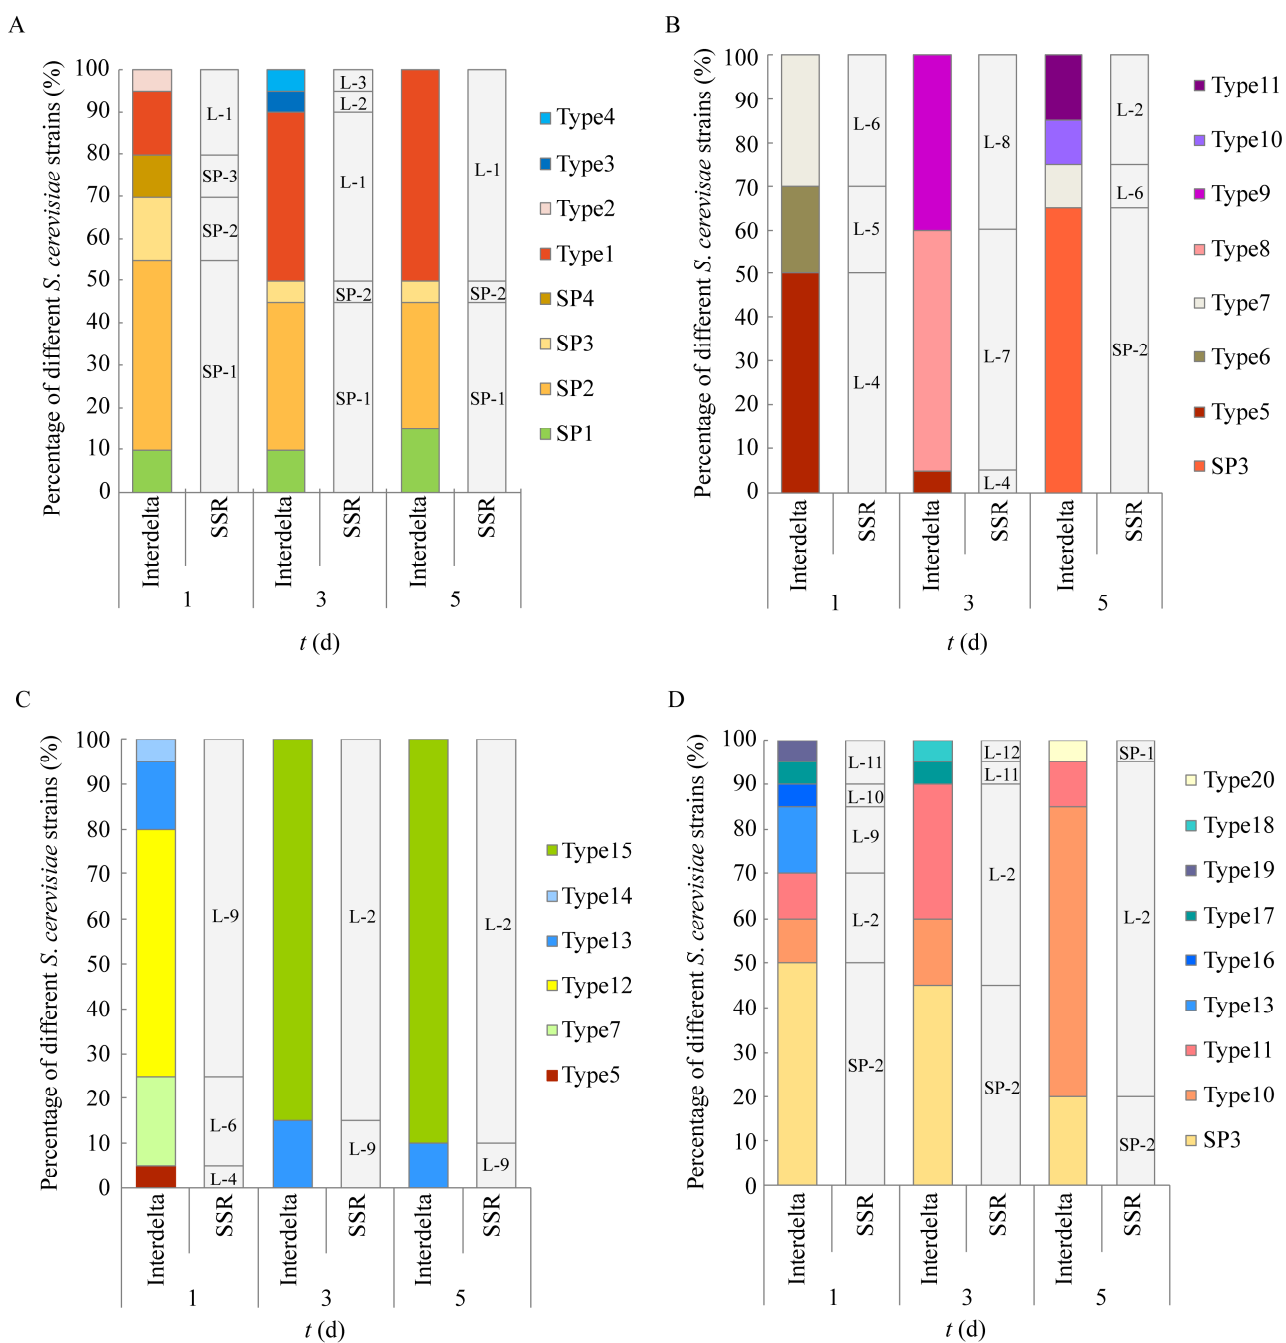 A
Percentage of different S. cerevisiae strains (%)
100
90
80
70
60
50
40
30
20
10
0
L-1
SP-3
SP-2
SP-1
L-3
L-2
L-1
SP-2
SP-1
L-1
SP-2
SP-1
Type4
Type3
Type2
Type1
SP4
SP3
SP2
SP1
Interdelta
SSR
Interdelta
SSR
Interdelta
SSR
1
3
5
t (d)
B
Percentage of different S. cerevisiae strains (%)
100
90
80
70
60
50
40
30
20
10
0
L-6
L-5
L-4
L-8
L-7
L-4
L-2
L-6
SP-2
Type11
Type10
Type9
Type8
Type7
Type6
Type5
SP3
Interdelta
SSR
Interdelta
SSR
Interdelta
SSR
1
3
5
t (d)
C
Percentage of different S. cerevisiae strains (%)
100
90
80
70
60
50
40
30
20
10
0
L-9
L-6
L-4
L-2
L-9
L-2
L-9
Type15
Type14
Type13
Type12
Type7
Type5
Interdelta
SSR
Interdelta
SSR
Interdelta
SSR
1
3
5
t (d)
D
Percentage of different S. cerevisiae strains (%)
100
90
80
70
60
50
40
30
20
10
0
L-11
L-10
L-9
L-2
SP-2
L-12
L-11
L-2
SP-2
SP-1
L-2
SP-2
Type20
Type18
Type19
Type17
Type16
Type13
Type11
Type10
SP3
Interdelta
SSR
Interdelta
SSR
Interdelta
SSR
1
3
5
t (d)